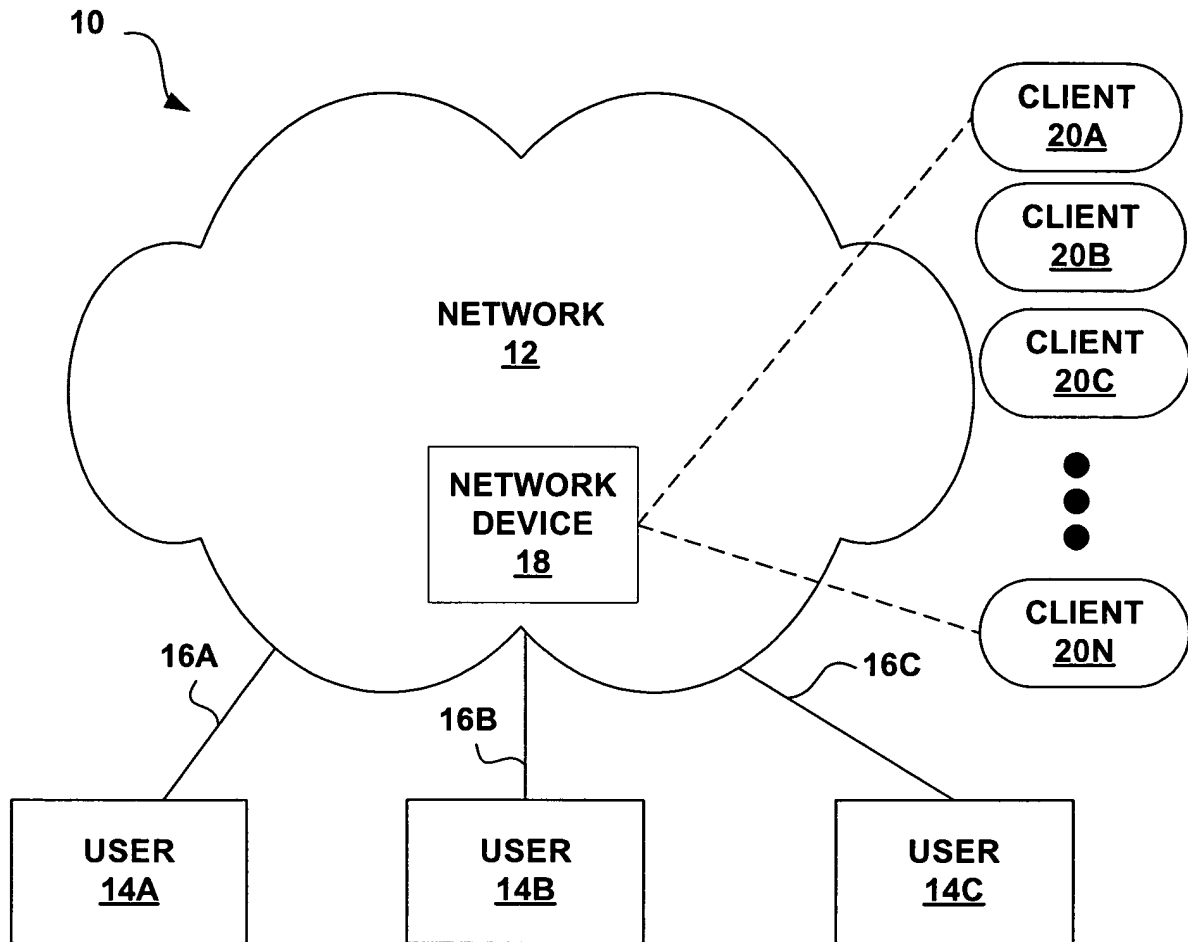 10
CLIENT
20A
CLIENT
20B
NETWORK
12
CLIENT
20C
NETWORK
DEVICE
18
CLIENT
20N
16A
16B
16C
USER
14A
USER
14B
USER
14C